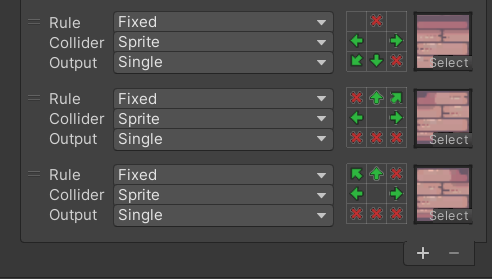 Rule Fixed
Collider Sprite
Output Single
Select
Rule Fixed
Collider Sprite
Output Single
Select
Rule Fixed
Collider Sprite
Output Single
Select
+ −